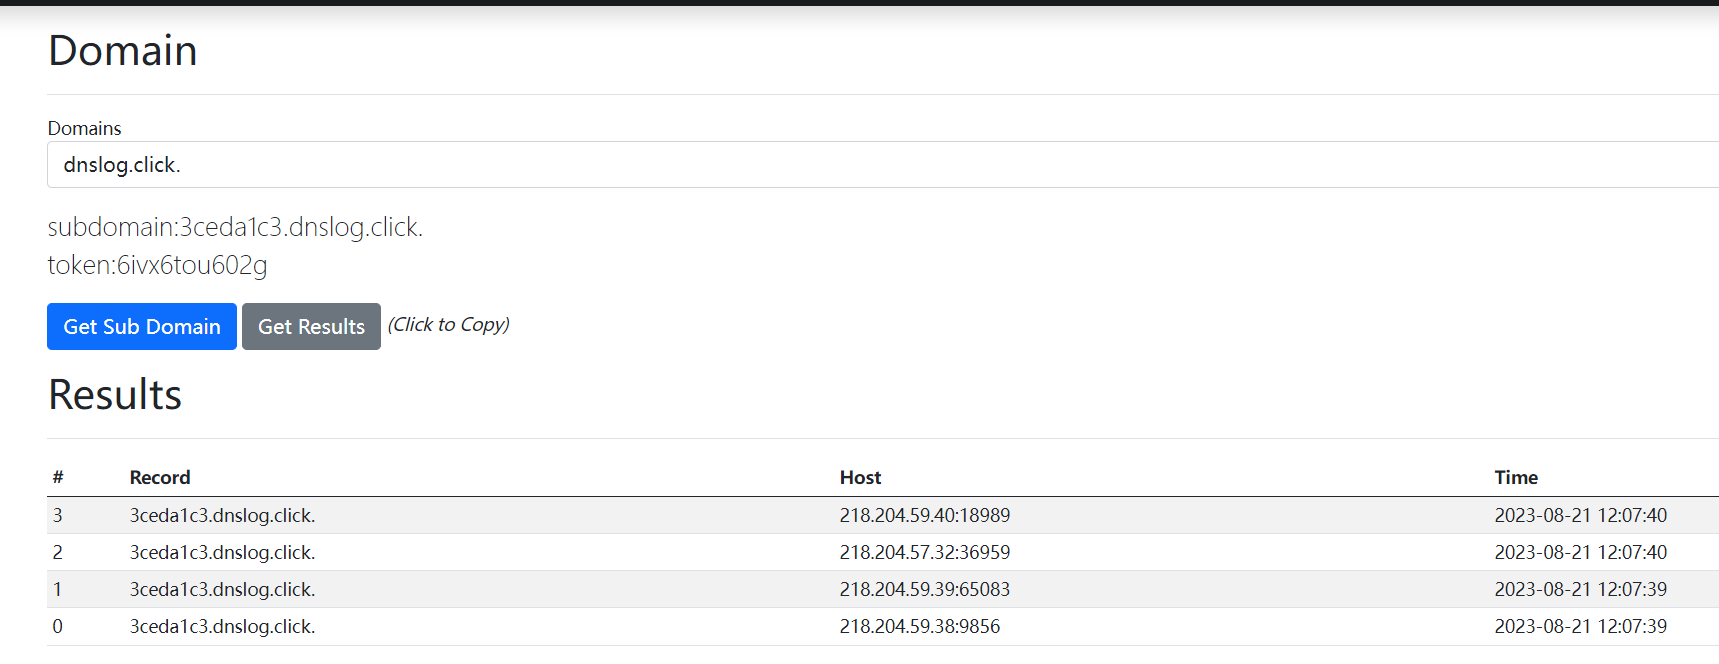 Domain
Domains
dnslog.click.
subdomain:3ceda1c3.dnslog.click.
token:6ivx6tou602g
Get Sub Domain Get Results (Click to Copy)
Results
# Record Host Time
3 3ceda1c3.dnslog.click. 218.204.59.40:18989 2023-08-21 12:07:40
2 3ceda1c3.dnslog.click. 218.204.57.32:36959 2023-08-21 12:07:40
1 3ceda1c3.dnslog.click. 218.204.59.39:65083 2023-08-21 12:07:39
0 3ceda1c3.dnslog.click. 218.204.59.38:9856 2023-08-21 12:07:39